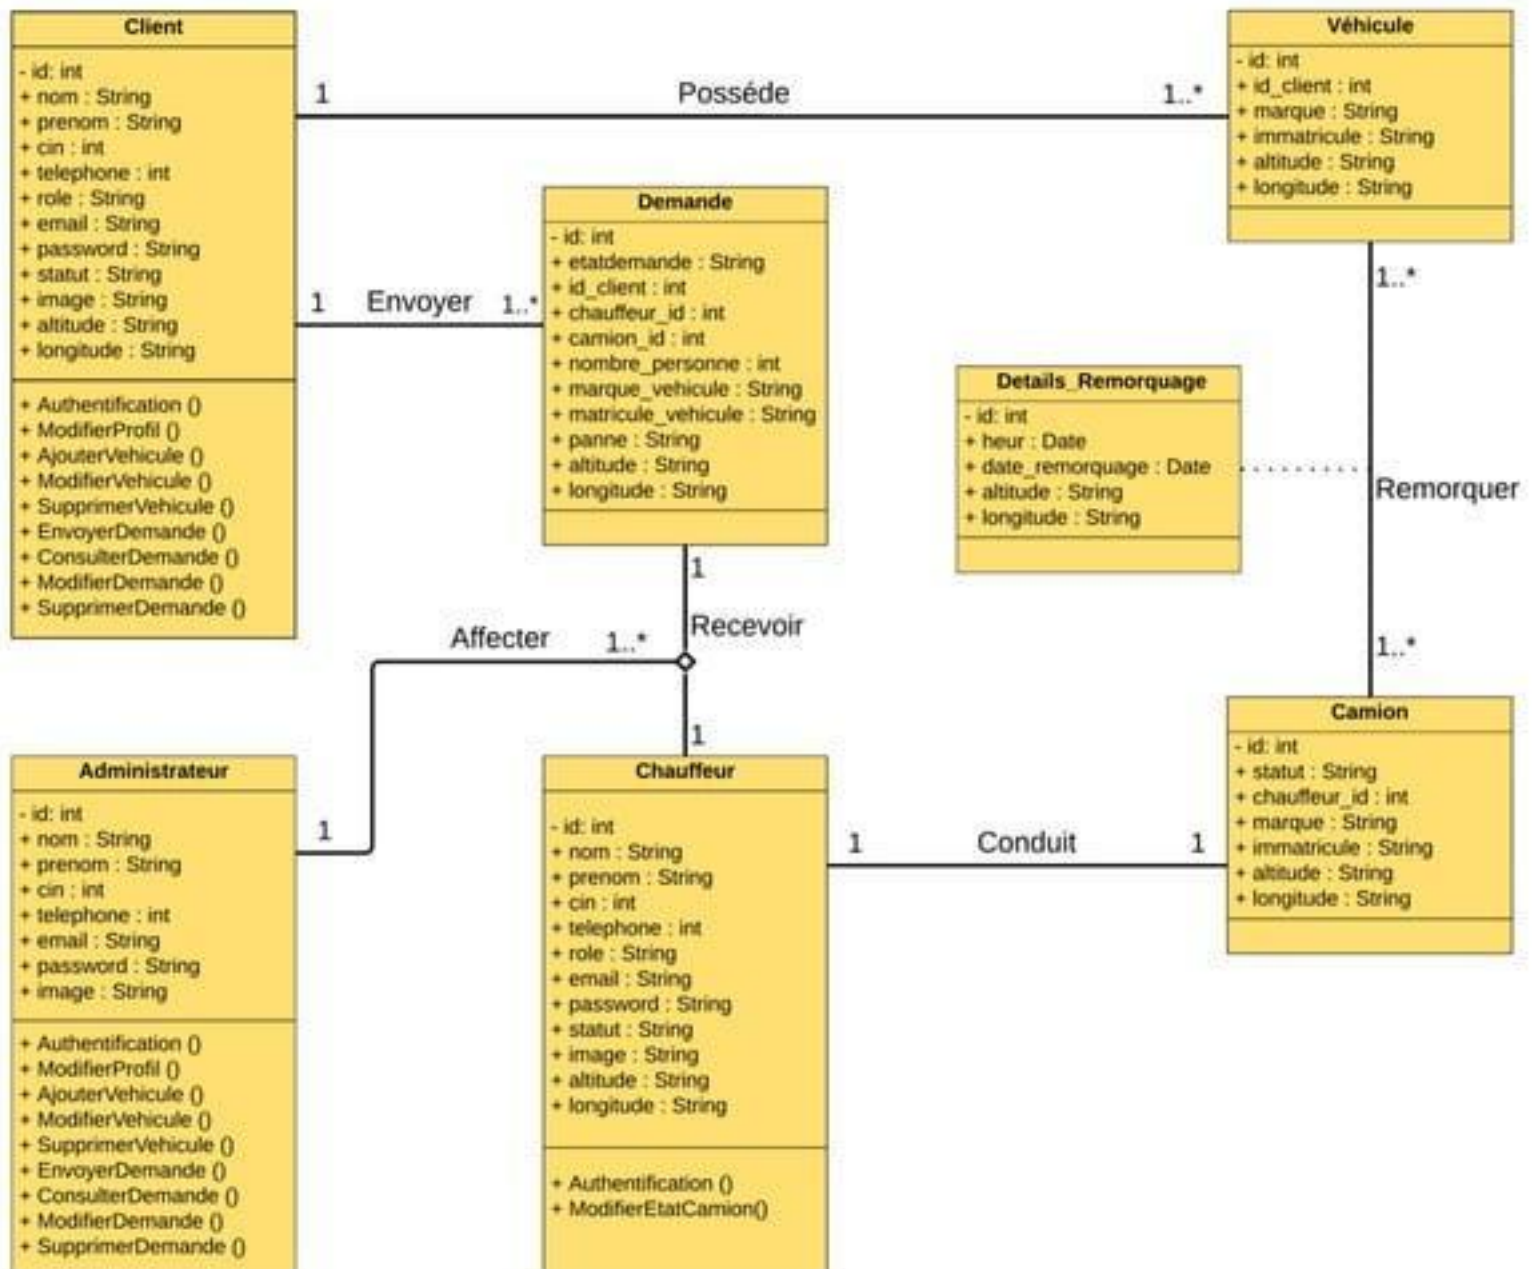 Client
- id: int
+ nom : String
+ prenom : String
+ cin : int
+ telephone : int
+ role : String
+ email : String
+ password : String
+ statut : String
+ image : String
+ altitude : String
+ longitude : String
+ Authentification ()
+ ModifierProfil ()
+ AjouterVehicule ()
+ ModifierVehicule ()
+ SupprimerVehicule ()
+ EnvoyerDemande ()
+ ConsulterDemande ()
+ ModifierDemande ()
+ SupprimerDemande ()
1
Posséde
1..*
Véhicule
- id: int
+ id_client : int
+ marque : String
+ immatricule : String
+ altitude : String
+ longitude : String
1
Envoyer
1..*
Demande
- id: int
+ etatdemande : String
+ id_client : int
+ chauffeur_id : int
+ camion_id : int
+ nombre_personne : int
+ marque_vehicule : String
+ matricule_vehicule : String
+ panne : String
+ altitude : String
+ longitude : String
1..*
Details_Remorquage
- id: int
+ heur : Date
+ date_remorquage : Date
+ altitude : String
+ longitude : String
Remorquer
1..*
1
Recevoir
Affecter
1..*
1
1
Administrateur
- id: int
+ nom : String
+ prenom : String
+ cin : int
+ telephone : int
+ email : String
+ password : String
+ image : String
+ Authentification ()
+ ModifierProfil ()
+ AjouterVehicule ()
+ ModifierVehicule ()
+ SupprimerVehicule ()
+ EnvoyerDemande ()
+ ConsulterDemande ()
+ ModifierDemande ()
+ SupprimerDemande ()
Chauffeur
- id: int
+ nom : String
+ prenom : String
+ cin : int
+ telephone : int
+ role : String
+ email : String
+ password : String
+ statut : String
+ image : String
+ altitude : String
+ longitude : String
+ Authentification ()
+ ModifierEtatCamion()
1
Conduit
1
Camion
- id: int
+ statut : String
+ chauffeur_id : int
+ marque : String
+ immatricule : String
+ altitude : String
+ longitude : String